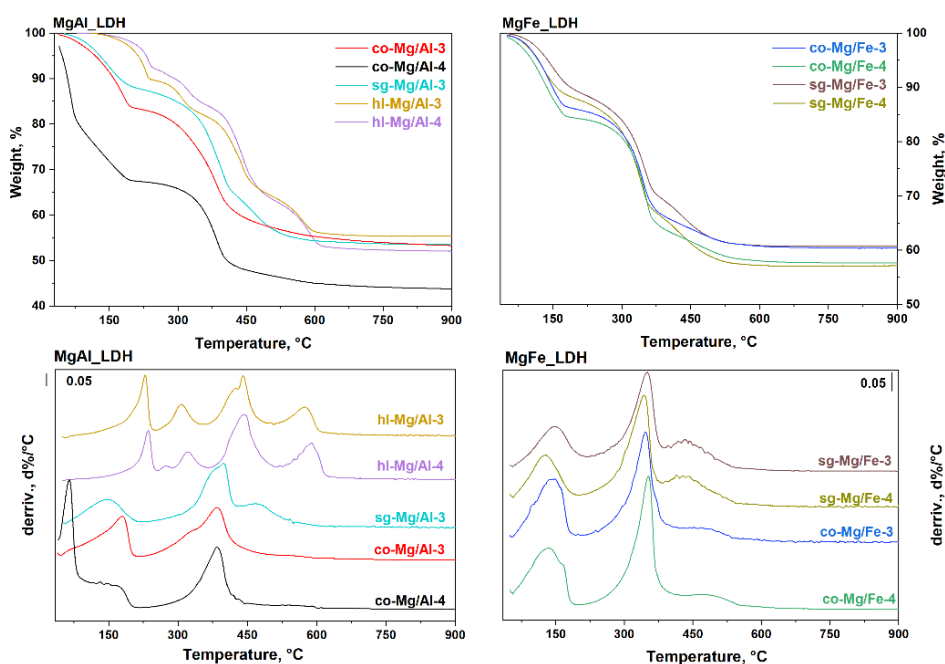 MgAl_LDH
100
90
80
70
60
50
40
Weight, %
co-Mg/Al-3
co-Mg/Al-4
sg-Mg/Al-3
hl-Mg/Al-3
hl-Mg/Al-4
150 300 450 600 750 900
Temperature, °C
MgFe_LDH
100
90
80
70
60
50
Weight, %
co-Mg/Fe-3
co-Mg/Fe-4
sg-Mg/Fe-3
sg-Mg/Fe-4
150 300 450 600 750 900
Temperature, °C
MgAl_LDH
0.05
hl-Mg/Al-3
hl-Mg/Al-4
sg-Mg/Al-3
co-Mg/Al-3
co-Mg/Al-4
derriv., d%/°C
150 300 450 600 750 900
Temperature, °C
MgFe_LDH
0.05
sg-Mg/Fe-3
sg-Mg/Fe-4
co-Mg/Fe-3
co-Mg/Fe-4
derriv., d%/°C
150 300 450 600 750 900
Temperature, °C